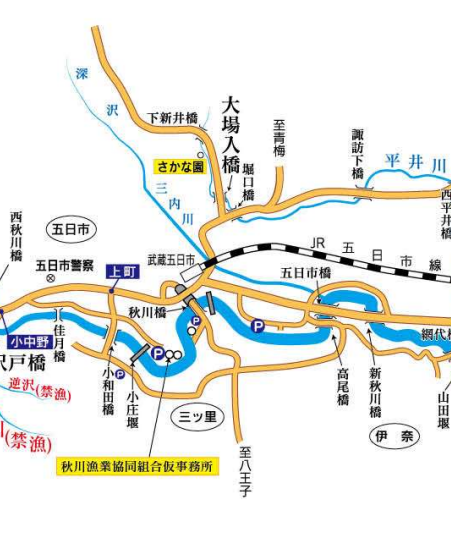 深沢
下新井橋
大場入橋
至青梅
諏訪下橋
平井川
さかな園
堀口橋
西平井橋
三内川
西秋川橋
五日市
武蔵五日市
JR五日市線
五日市警察
上町
五日市橋
秋川橋
P
P
P
P
小中野
佳月橋
網代橋
沢戸橋
小和田橋
小庄堰
高尾橋
新秋川橋
山田堰
逆沢(禁漁)
(禁漁)
三ッ里
伊奈
至八王子
秋川漁業協同組合仮事務所